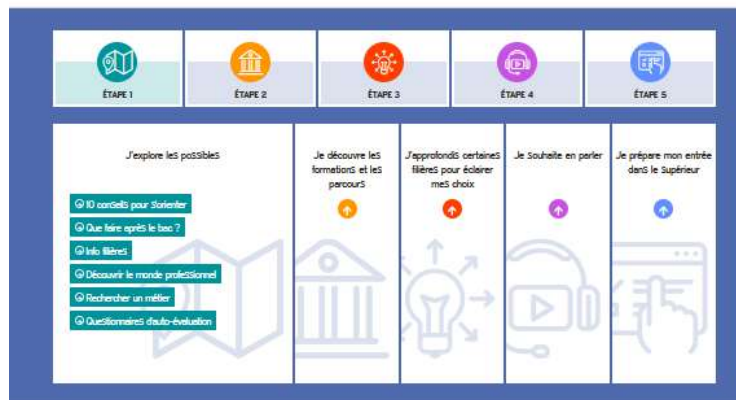 ÉTAPE 1
ÉTAPE 2
ÉTAPE 3
ÉTAPE 4
ÉTAPE 5
J'explore les possibles
10 conseils pour s'orienter
Que faire après le bac ?
Info filières
Découvrir le monde professionnel
Rechercher un métier
Questionnaires d'auto-évaluation
Je découvre les
formations et les
parcours
J'approfondis certaines
filières pour éclairer
mes choix
Je souhaite en parler
Je prépare mon entrée
dans le supérieur